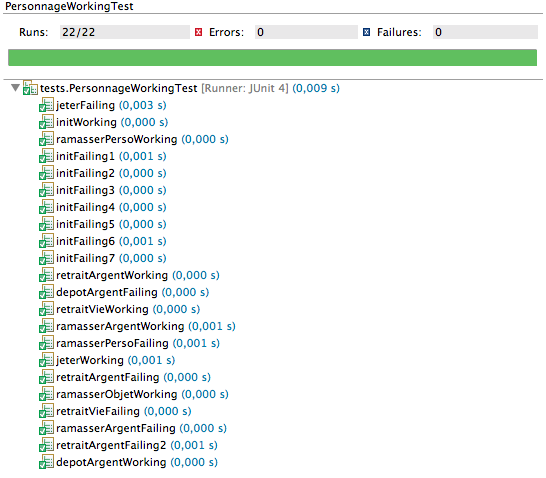 PersonnageWorkingTest
Runs: 22/22 Errors: 0 Failures: 0
tests.PersonnageWorkingTest [Runner: JUnit 4] (0,009 s)
jeterFailing (0,003 s)
initWorking (0,000 s)
ramasserPersoWorking (0,000 s)
initFailing1 (0,001 s)
initFailing2 (0,000 s)
initFailing3 (0,000 s)
initFailing4 (0,000 s)
initFailing5 (0,000 s)
initFailing6 (0,001 s)
initFailing7 (0,000 s)
retraitArgentWorking (0,000 s)
depotArgentFailing (0,000 s)
retraitVieWorking (0,000 s)
ramasserArgentWorking (0,001 s)
ramasserPersoFailing (0,001 s)
jeterWorking (0,001 s)
retraitArgentFailing (0,000 s)
ramasserObjetWorking (0,000 s)
retraitVieFailing (0,000 s)
ramasserArgentFailing (0,000 s)
retraitArgentFailing2 (0,001 s)
depotArgentWorking (0,000 s)